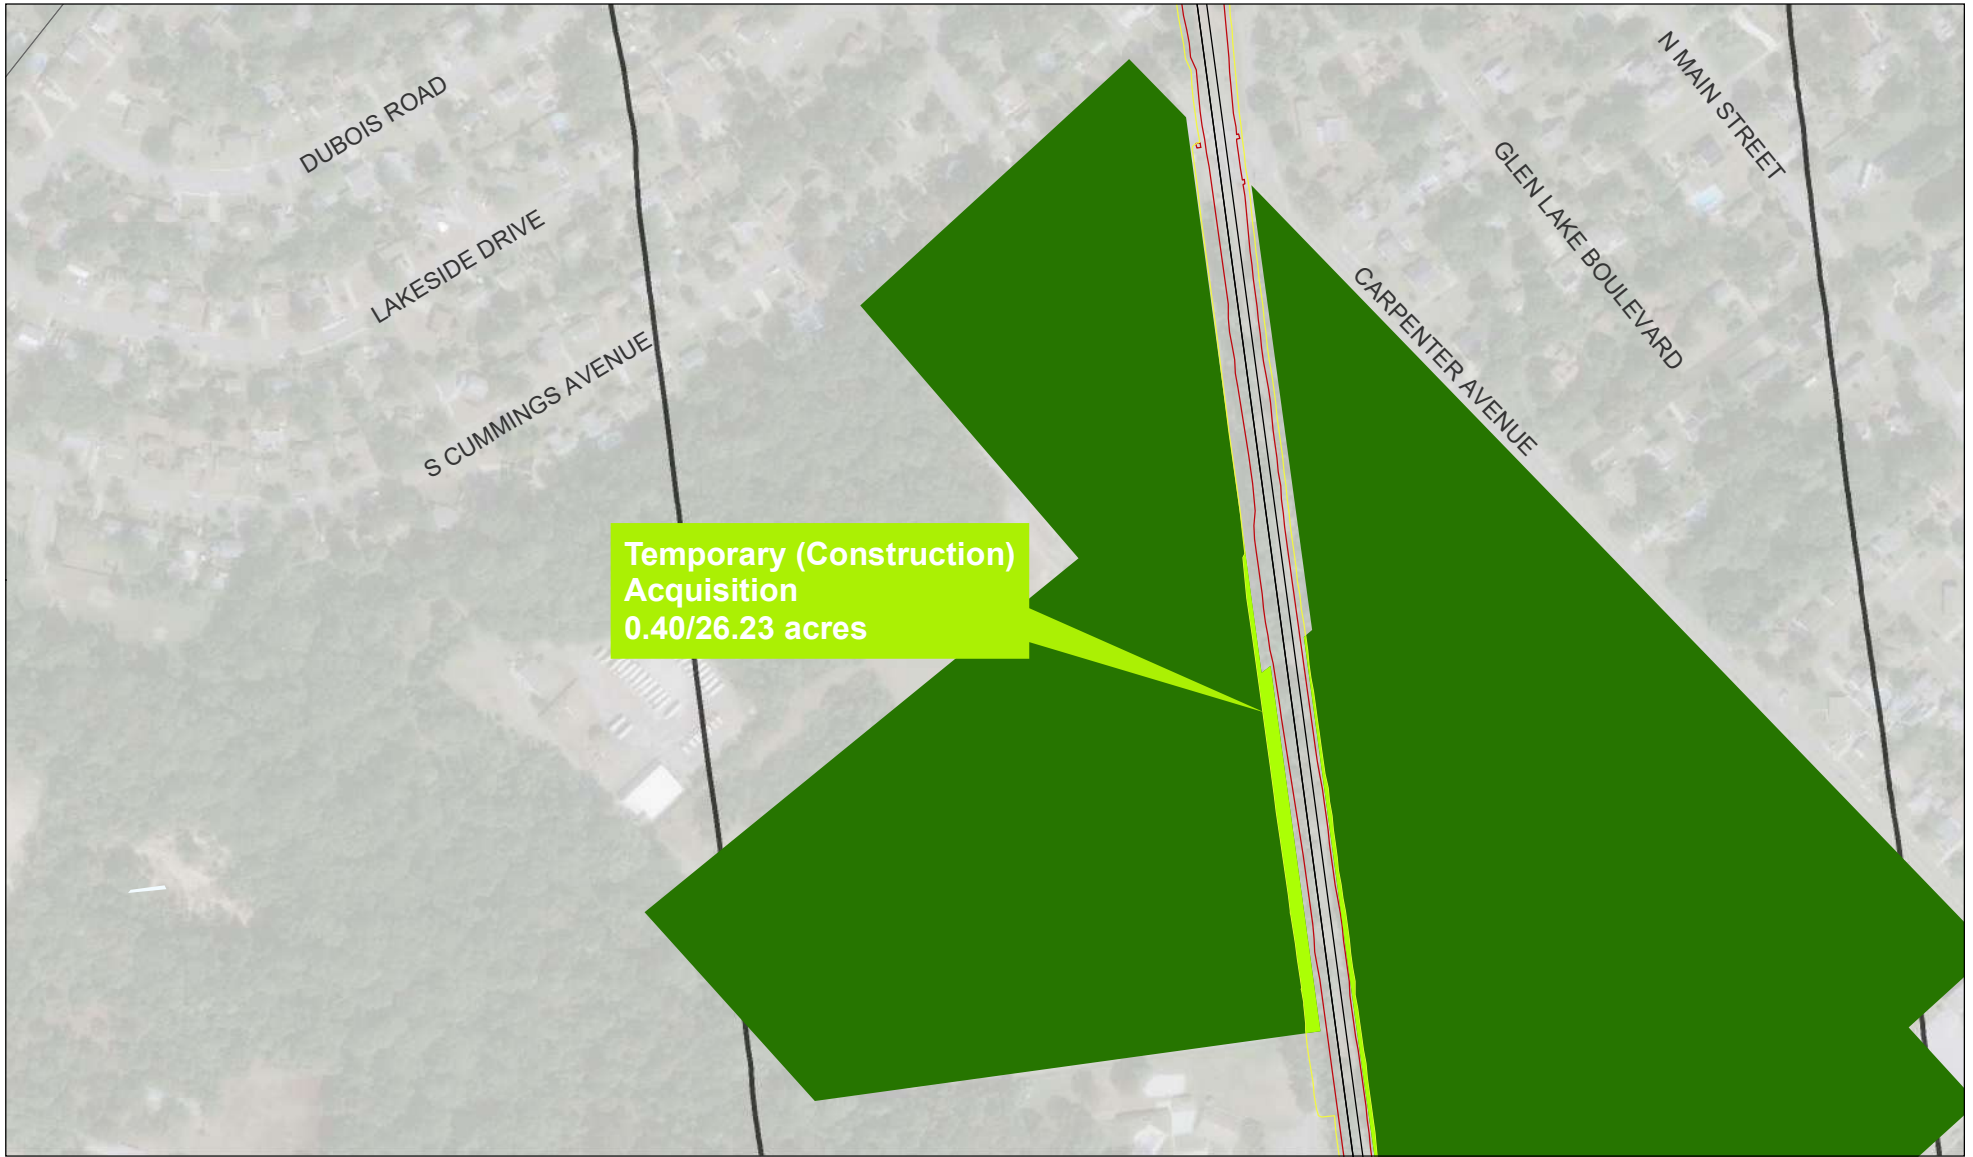 DUBOIS ROAD
LAKESIDE DRIVE
S CUMMINGS AVENUE
N MAIN STREET
GLEN LAKE BOULEVARD
CARPENTER AVENUE
Temporary (Construction)
Acquisition
0.40/26.23 acres